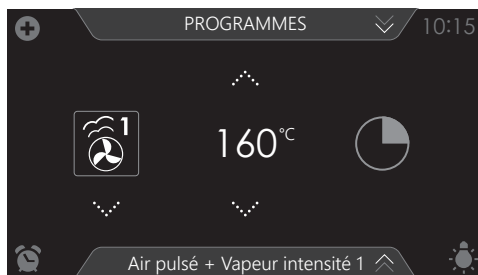 PROGRAMMES
10:15
1
160°C
Air pulsé + Vapeur intensité 1